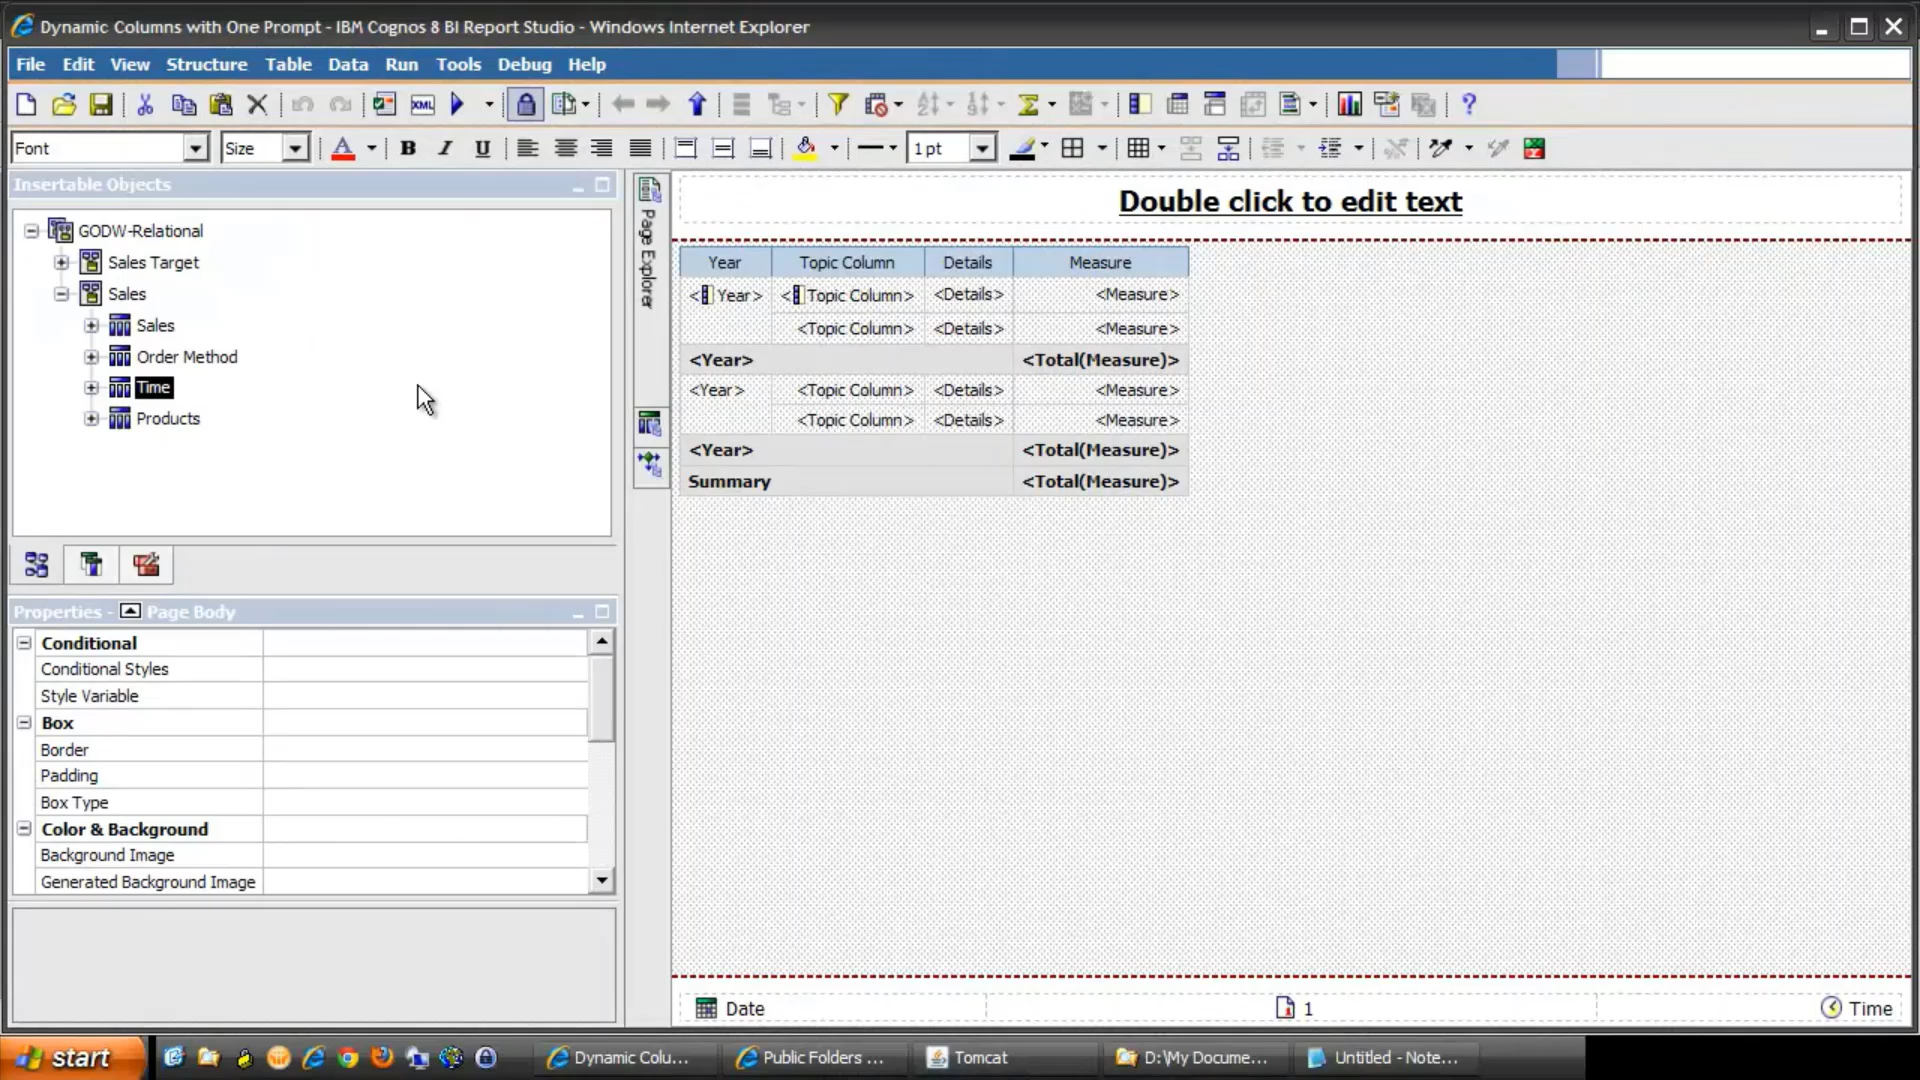 Dynamic Columns with One Prompt - IBM Cognos 8 BI Report Studio - Windows Internet Explorer
File Edit View Structure Table Data Run Tools Debug Help
XML
Font Size A B I U 1 pt
Insertable Objects
GODW-Relational
Sales Target
Sales
Sales
Order Method
Time
Products
Page Explorer
Double click to edit text
Year Topic Column Details Measure
<Year> <Topic Column> <Details> <Measure>
<Topic Column> <Details> <Measure>
<Year> <Total(Measure)>
<Year> <Topic Column> <Details> <Measure>
<Topic Column> <Details> <Measure>
<Year> <Total(Measure)>
Summary <Total(Measure)>
Properties - Page Body
Conditional
Conditional Styles
Style Variable
Box
Border
Padding
Box Type
Color & Background
Background Image
Generated Background Image
Date 1 Time
start Dynamic Colu... Public Folders ... Tomcat D:\My Docume... Untitled - Note...